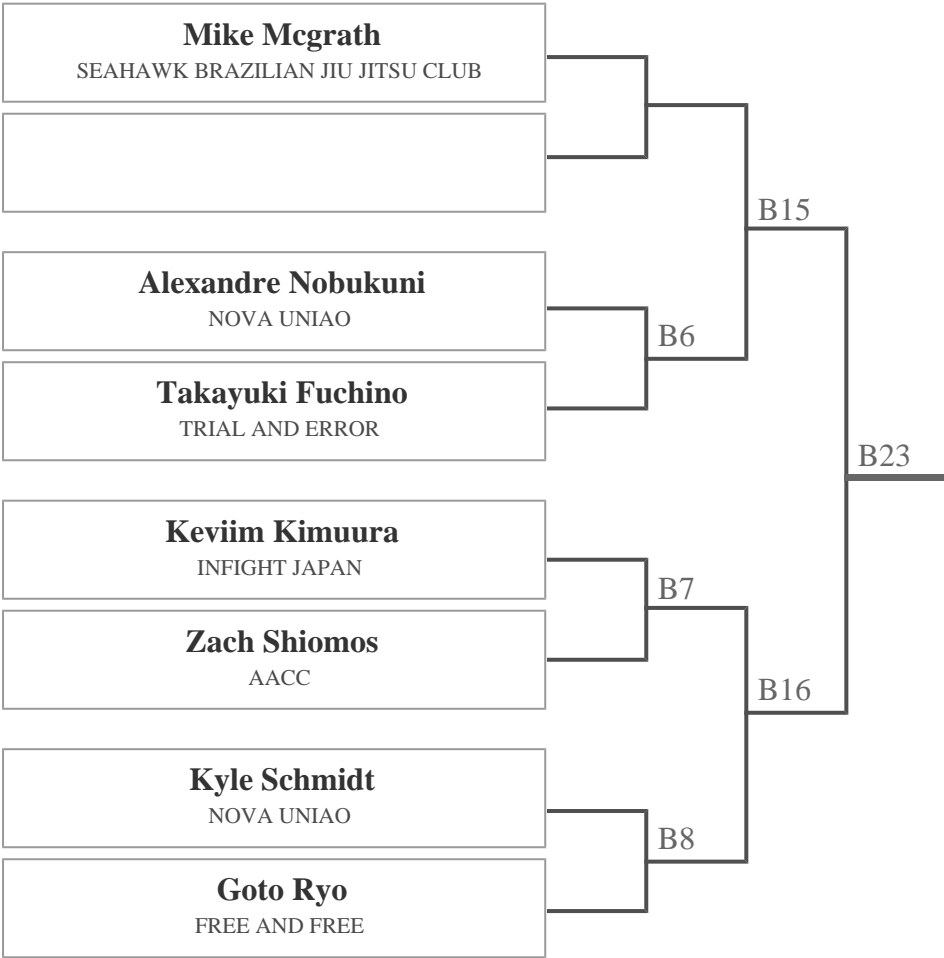 Mike Mcgrath
SEAHAWK BRAZILIAN JIU JITSU CLUB
B15
Alexandre Nobukuni
NOVA UNIAO
B6
Takayuki Fuchino
TRIAL AND ERROR
B23
Keviim Kimuura
INFIGHT JAPAN
B7
Zach Shiomos
AACC
B16
Kyle Schmidt
NOVA UNIAO
B8
Goto Ryo
FREE AND FREE